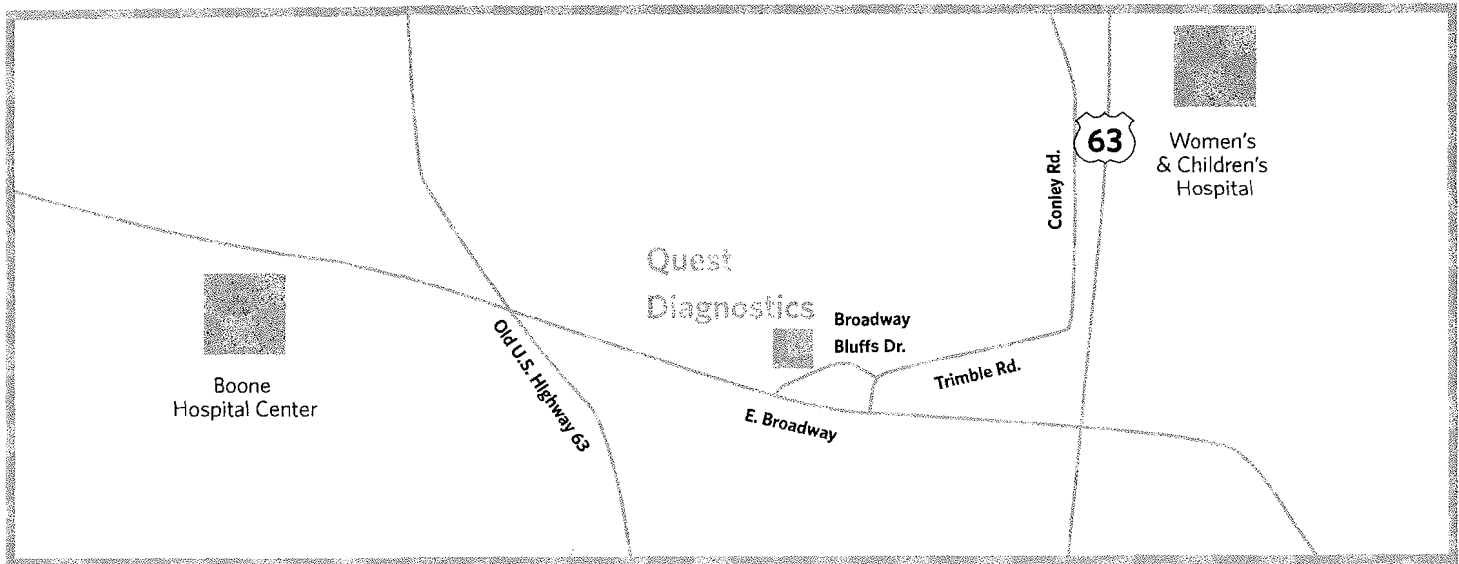 63
Women's
& Children's
Hospital
Conley Rd.
Quest
Diagnostics
Broadway
Bluffs Dr.
Trimble Rd.
Old U.S. Highway 63
E. Broadway
Boone
Hospital Center